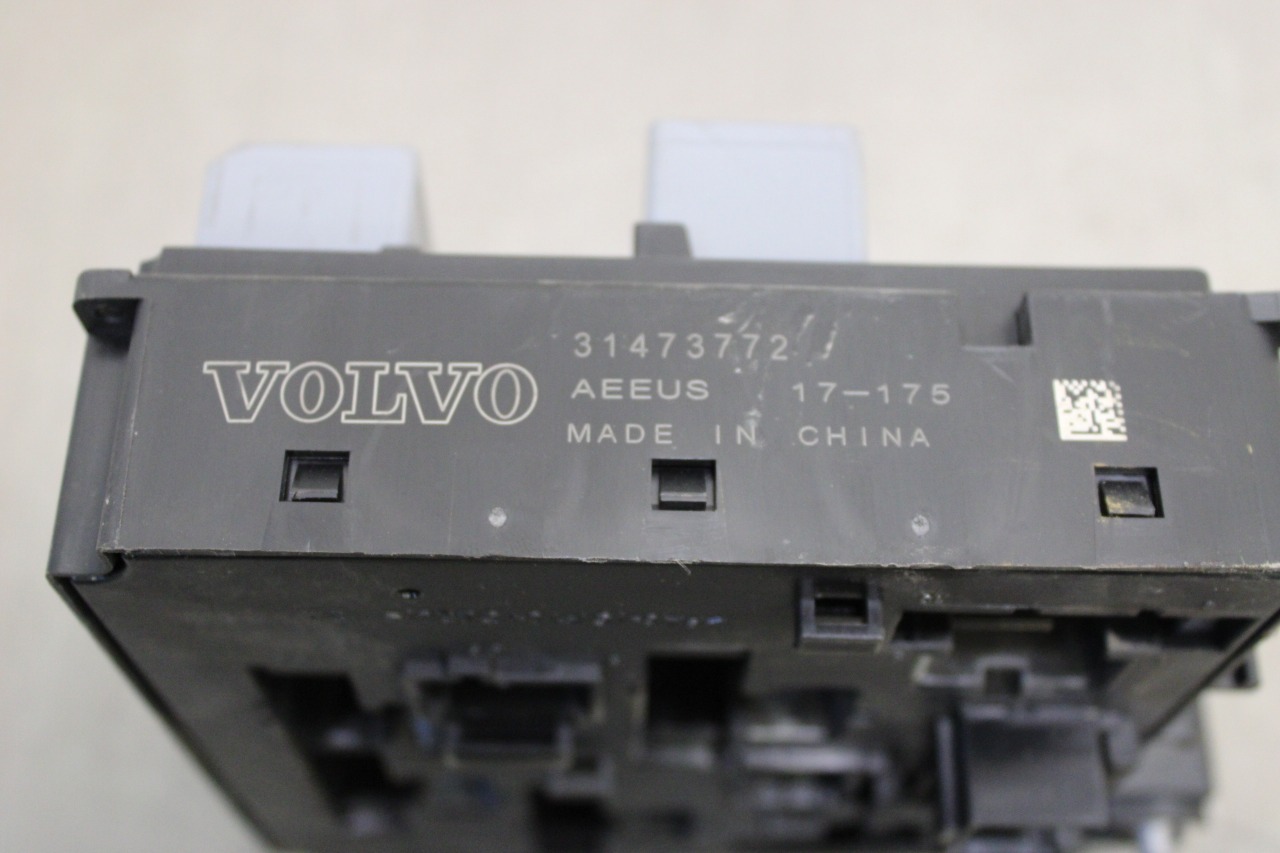 VOLVO
31473772
AEEUS 17-175
MADE IN CHINA